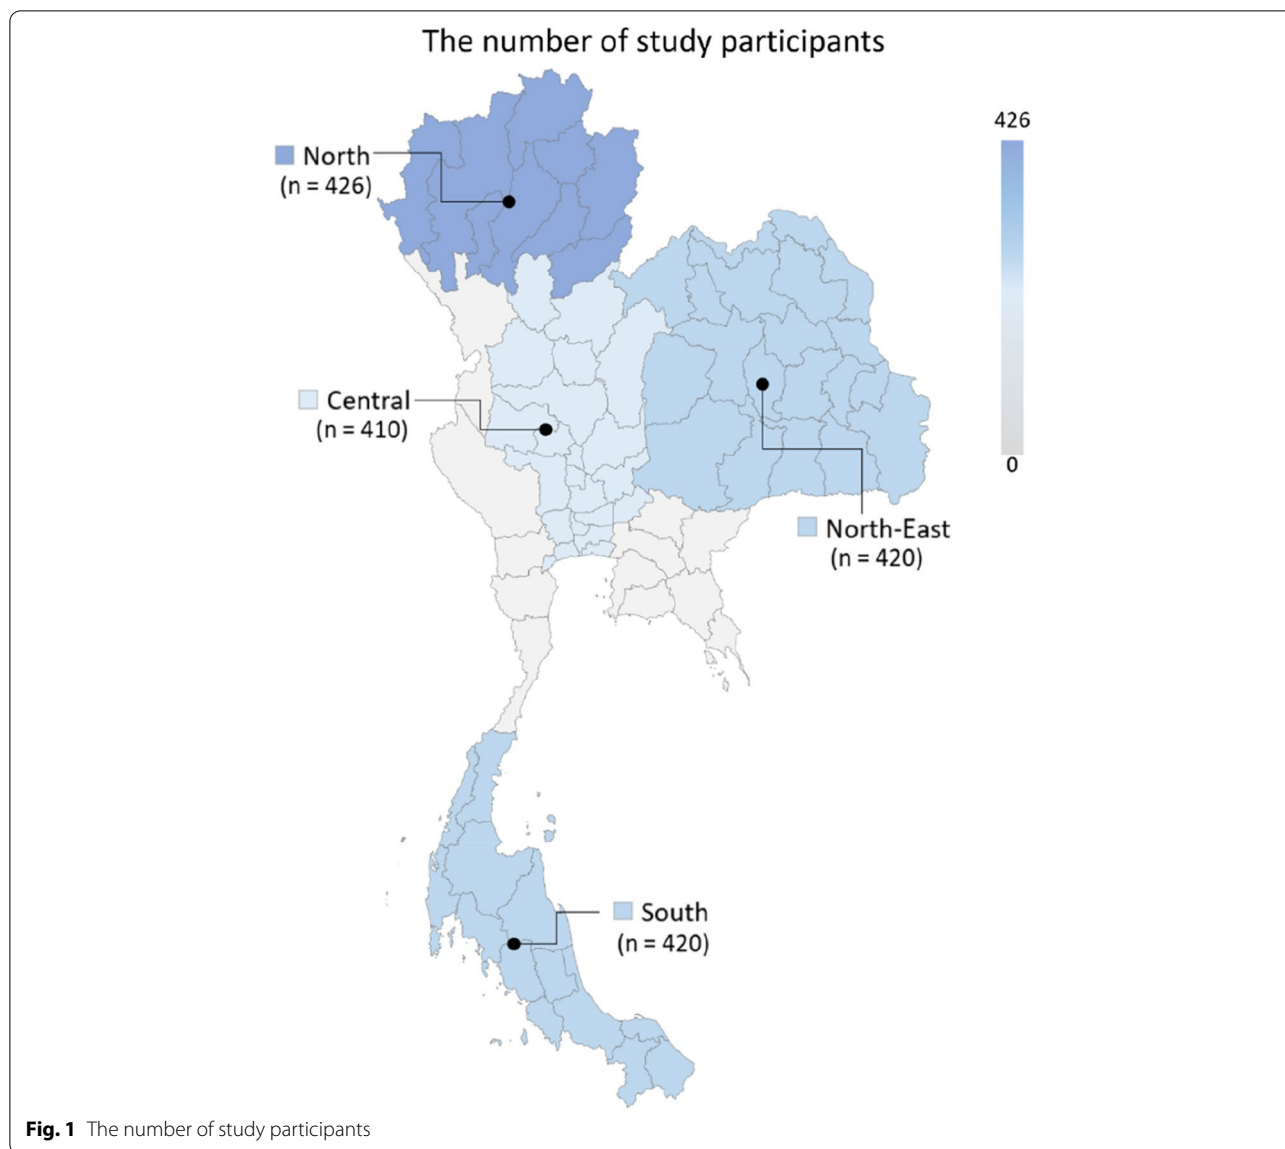 The number of study participants
426
North
(n = 426)
Central
(n = 410)
0
North-East
(n = 420)
South
(n = 420)
Fig. 1 The number of study participants